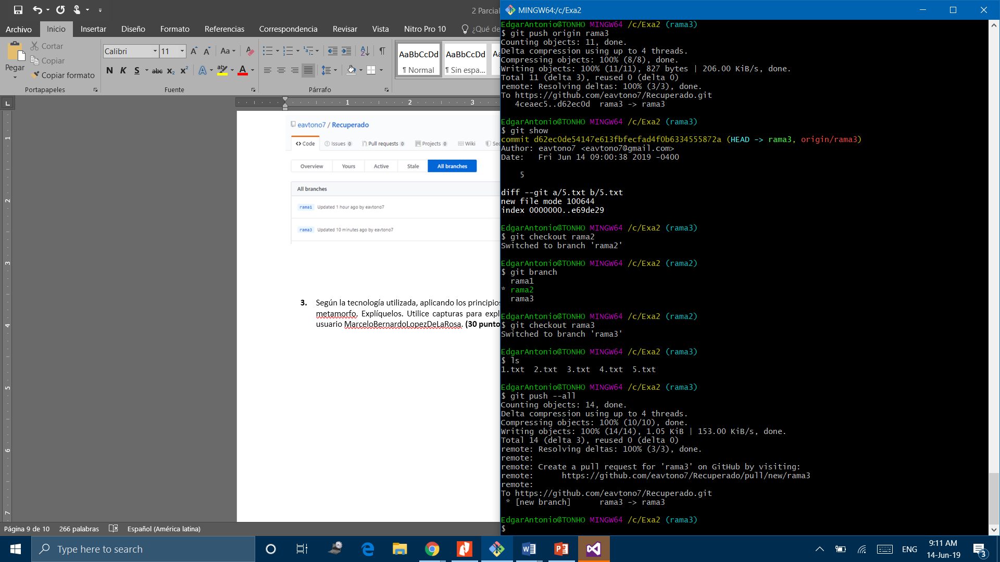 2 Parcial
Archivo
Inicio
Insertar
Diseño
Formato
Referencias
Correspondencia
Revisar
Vista
Nitro Pro 10
¿Qué de
Pegar
Cortar
Copiar
Copiar formato
Portapapeles
Calibri
11
Aa
N K S abc x₂ x²
Fuente
Párrafo
AaBbCcDd
¶ Normal
AaBbCcDd
¶ Sin espa...
1 2 3
eavtono7 / Recuperado
Code
Issues 0
Pull requests 0
Projects 0
Wiki
Overview
Yours
Active
Stale
All branches
All branches
rama1 Updated 1 hour ago by eavtono7
rama3 Updated 10 minutes ago by eavtono7
3. Según la tecnología utilizada, aplicando los principios
metamorfo. Explíquelos. Utilice capturas para expl
usuario MarceloBernardoLopezDeLaRosa. (30 punto
1
2
3
4
5
6
7
Página 9 de 10
266 palabras
Español (América latina)
MINGW64:/c/Exa2
EdgarAntonio@TONHO MINGW64 /c/Exa2 (rama3)
$ git push origin rama3
Counting objects: 11, done.
Delta compression using up to 4 threads.
Compressing objects: 100% (8/8), done.
Writing objects: 100% (11/11), 827 bytes | 206.00 KiB/s, done.
Total 11 (delta 3), reused 0 (delta 0)
remote: Resolving deltas: 100% (3/3), done.
To https://github.com/eavtono7/Recuperado.git
4ceaec5..d62ec0d  rama3 -> rama3
EdgarAntonio@TONHO MINGW64 /c/Exa2 (rama3)
$ git show
commit d62ec0de54147e613fbfecfad4f0b6334555872a (HEAD -> rama3, origin/rama3)
Author: eavtono7 <eavtono7@gmail.com>
Date:   Fri Jun 14 09:00:38 2019 -0400
5
diff --git a/5.txt b/5.txt
new file mode 100644
index 0000000..e69de29
EdgarAntonio@TONHO MINGW64 /c/Exa2 (rama3)
$ git checkout rama2
Switched to branch 'rama2'
EdgarAntonio@TONHO MINGW64 /c/Exa2 (rama2)
$ git branch
rama1
* rama2
rama3
EdgarAntonio@TONHO MINGW64 /c/Exa2 (rama2)
$ git checkout rama3
Switched to branch 'rama3'
EdgarAntonio@TONHO MINGW64 /c/Exa2 (rama3)
$ ls
1.txt  2.txt  3.txt  4.txt  5.txt
EdgarAntonio@TONHO MINGW64 /c/Exa2 (rama3)
$ git push --all
Counting objects: 14, done.
Delta compression using up to 4 threads.
Compressing objects: 100% (10/10), done.
Writing objects: 100% (14/14), 1.05 KiB | 153.00 KiB/s, done.
Total 14 (delta 3), reused 0 (delta 0)
remote: Resolving deltas: 100% (3/3), done.
remote:
remote: Create a pull request for 'rama3' on GitHub by visiting:
remote:      https://github.com/eavtono7/Recuperado/pull/new/rama3
remote:
To https://github.com/eavtono7/Recuperado.git
* [new branch]      rama3 -> rama3
EdgarAntonio@TONHO MINGW64 /c/Exa2 (rama3)
$
Type here to search
ENG
9:11 AM
14-Jun-19
3